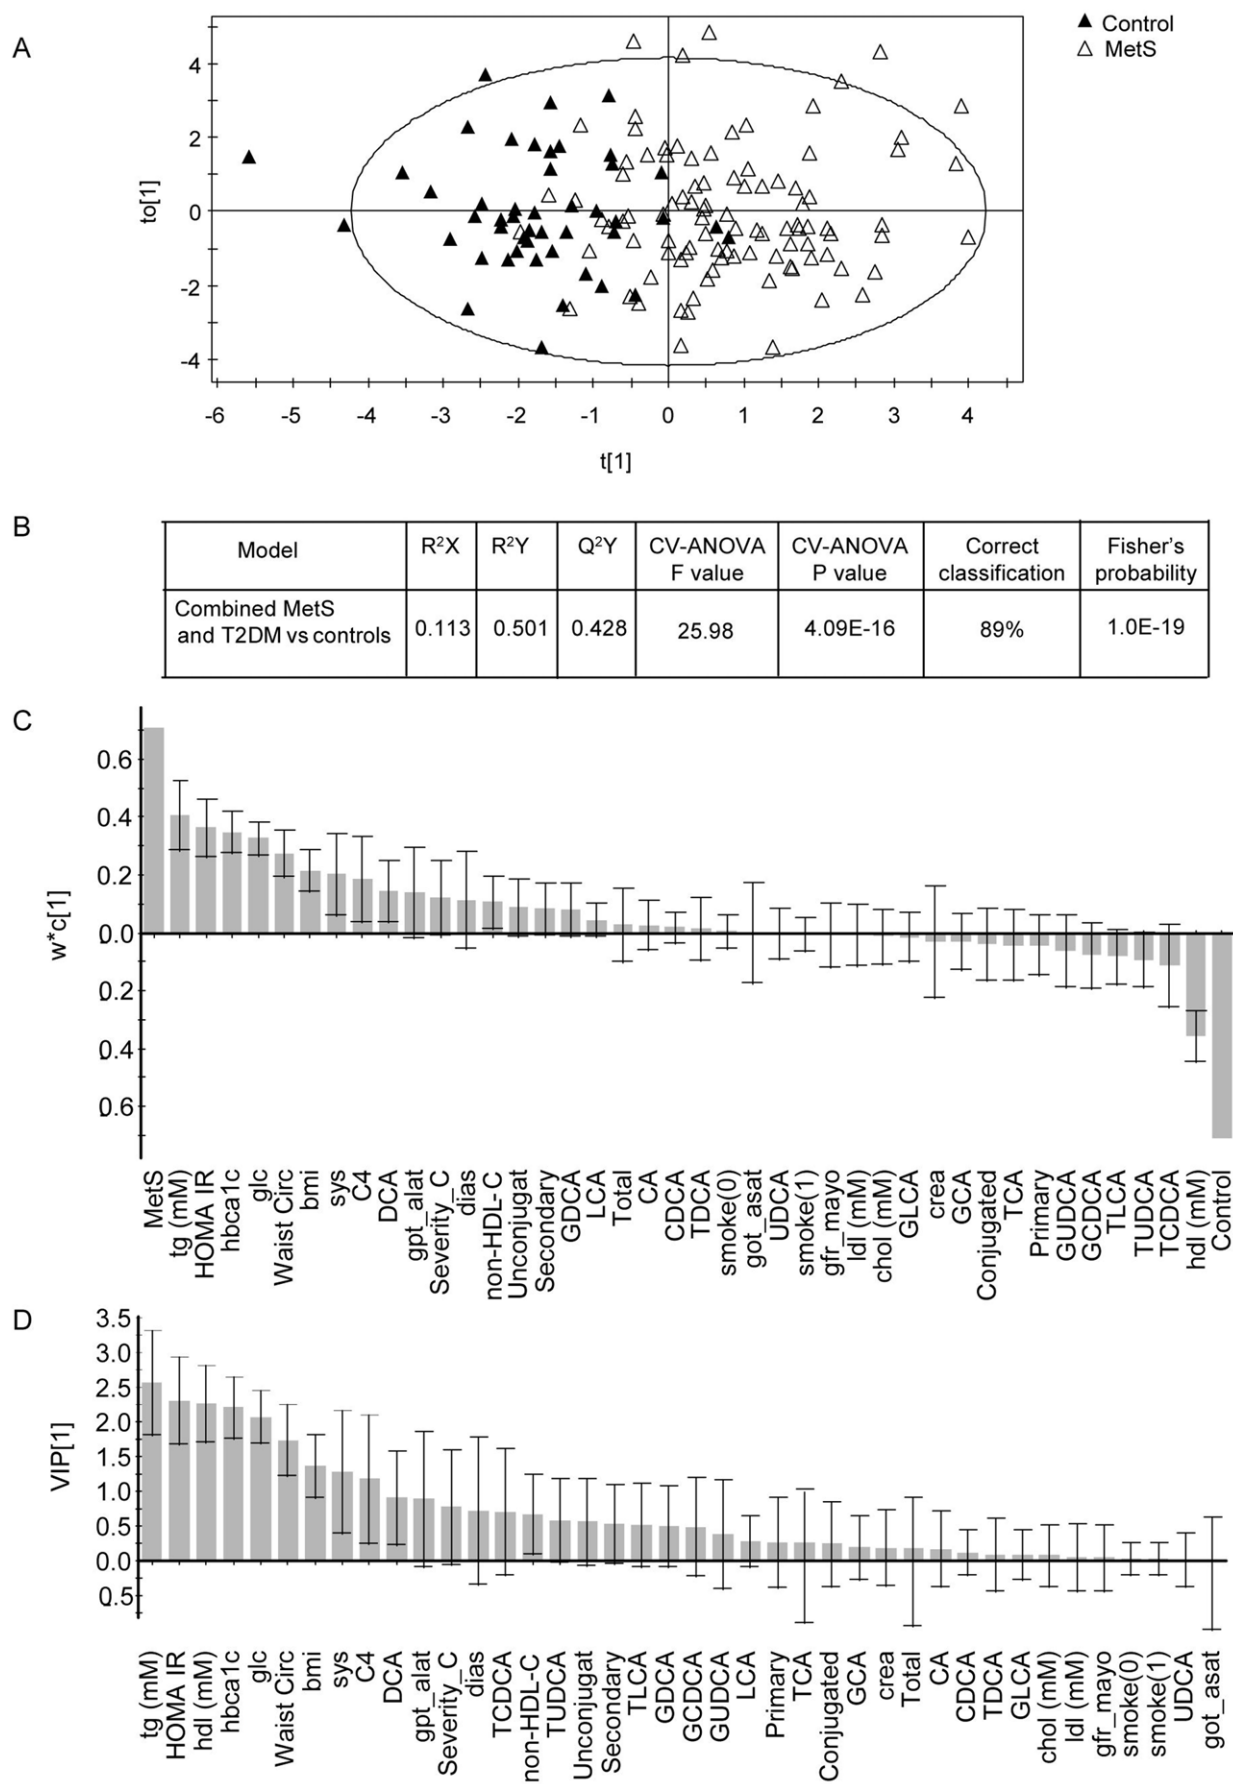 A
▲ Control
△ MetS
4
2
0
-2
-4
to[1]
-6 -5 -4 -3 -2 -1 0 1 2 3 4
t[1]
B
Model R²X R²Y Q²Y CV-ANOVA F value CV-ANOVA P value Correct classification Fisher's probability
Combined MetS and T2DM vs controls 0.113 0.501 0.428 25.98 4.09E-16 89% 1.0E-19
C
0.6
0.4
0.2
0.0
0.2
0.4
0.6
w*c[1]
MetS
tg (mM)
HOMA IR
hbca1c
glc
Waist Circ
bmi
sys
C4
DCA
gpt_alat
Severity_C
dias
non-HDL-C
Unconjugat
Secondary
GDCA
LCA
Total
CA
CDCA
TDCA
smoke(0)
got_asat
UDCA
smoke(1)
gfr_mayo
ldl (mM)
chol (mM)
GLCA
crea
GCA
Conjugated
TCA
Primary
GUDCA
GCDCA
TLCA
TUDCA
TCDCA
hdl (mM)
Control
D
3.5
3.0
2.5
2.0
1.5
1.0
0.5
0.0
0.5
VIP[1]
tg (mM)
HOMA IR
hdl (mM)
hbca1c
glc
Waist Circ
bmi
sys
C4
DCA
gpt_alat
Severity_C
dias
TCDCA
non-HDL-C
TUDCA
Unconjugat
Secondary
TLCA
GDCA
GCDCA
GUDCA
LCA
Primary
TCA
Conjugated
GCA
crea
Total
CA
CDCA
TDCA
GLCA
chol (mM)
ldl (mM)
gfr_mayo
smoke(0)
smoke(1)
UDCA
got_asat